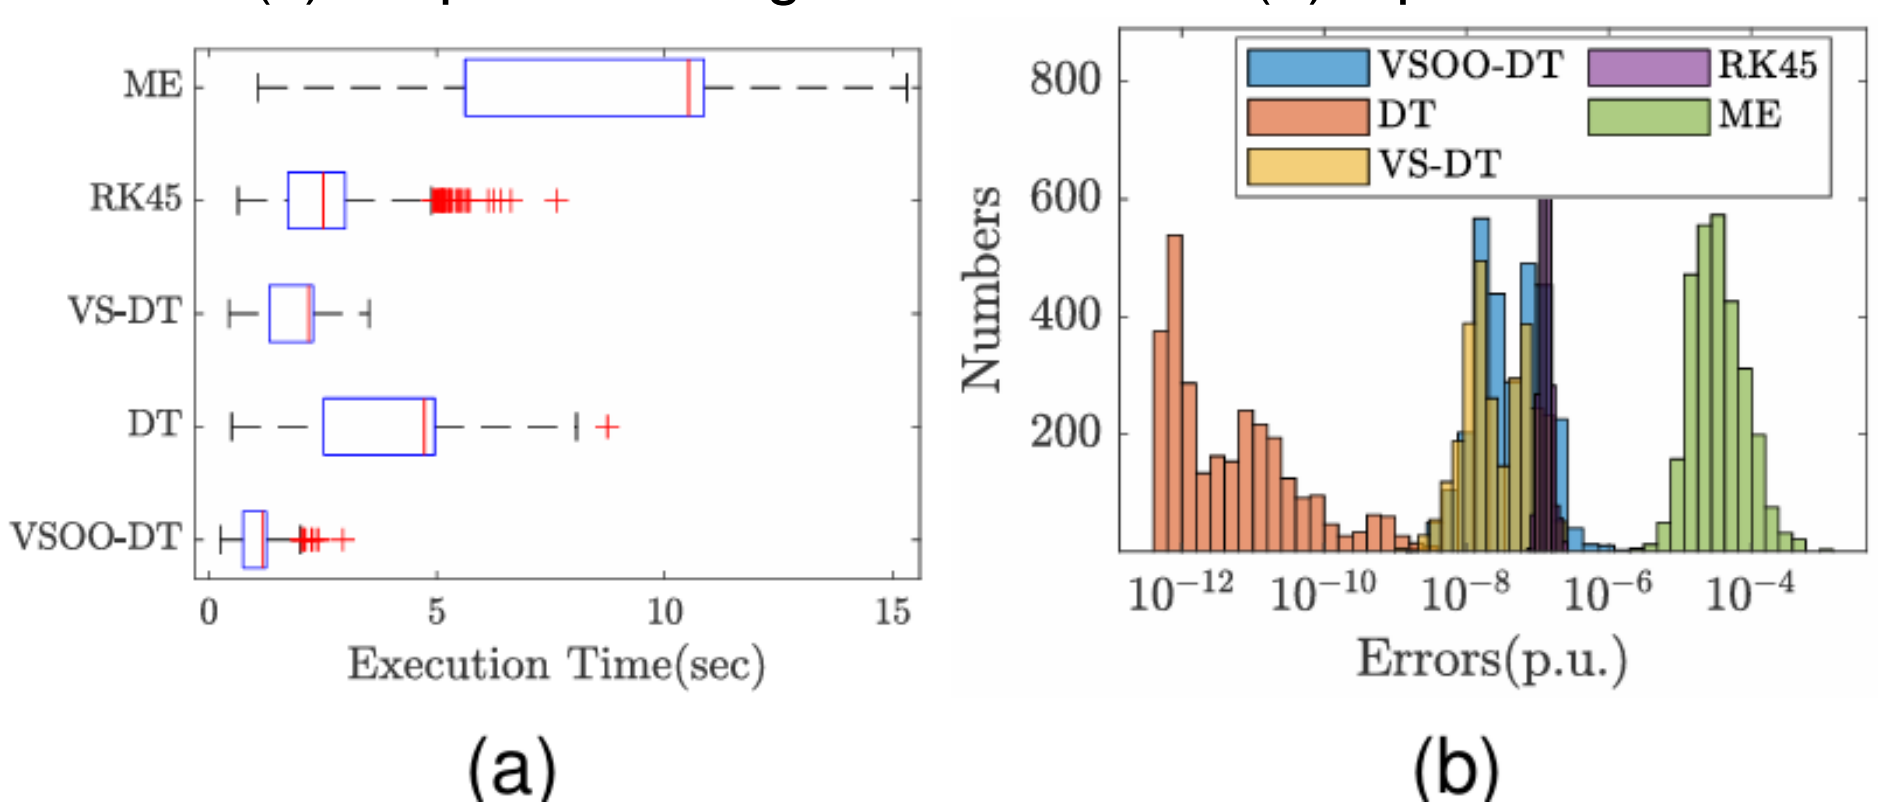 ME
RK45
VS-DT
DT
VSOO-DT
0 5 10 15
Execution Time(sec)
(a)
VSOO-DT RK45
DT ME
VS-DT
800
600
400
200
Numbers
10−12 10−10 10−8 10−6 10−4
Errors(p.u.)
(b)